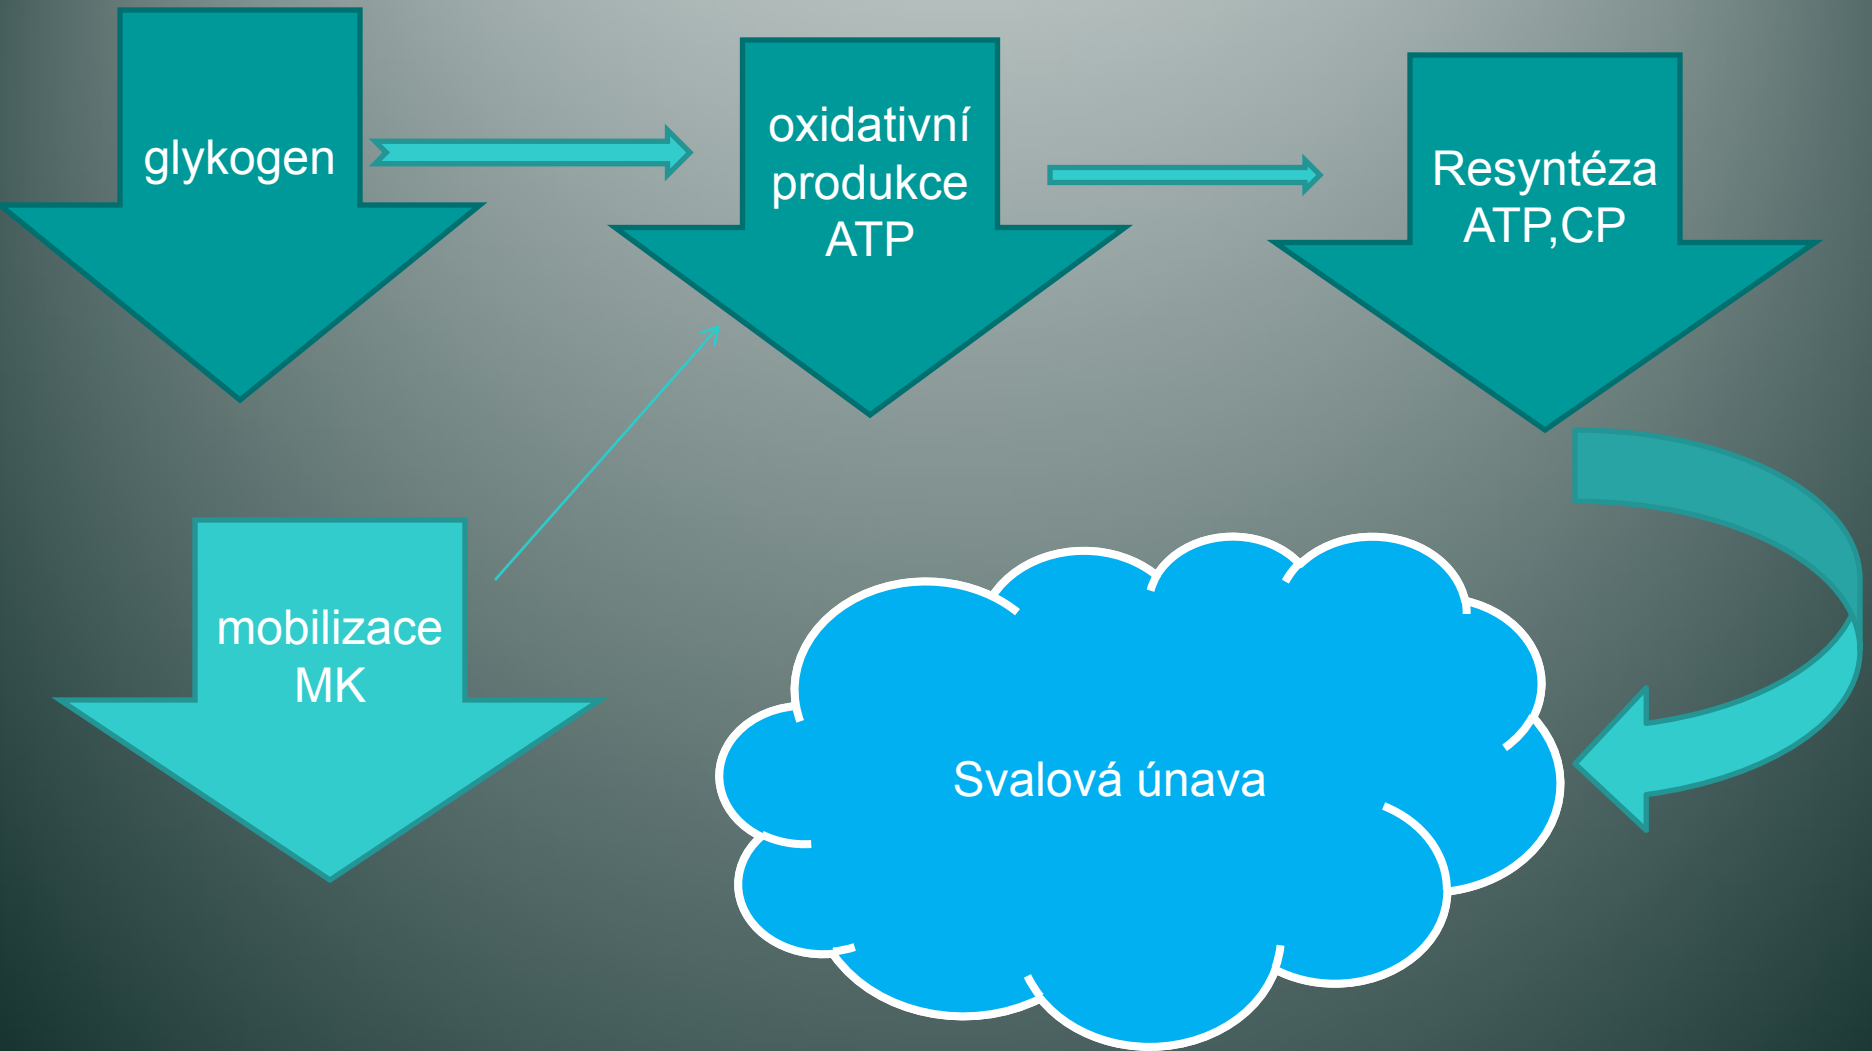 glykogen
oxidativní
produkce
ATP
Resyntéza
ATP,CP
mobilizace
MK
Svalová únava